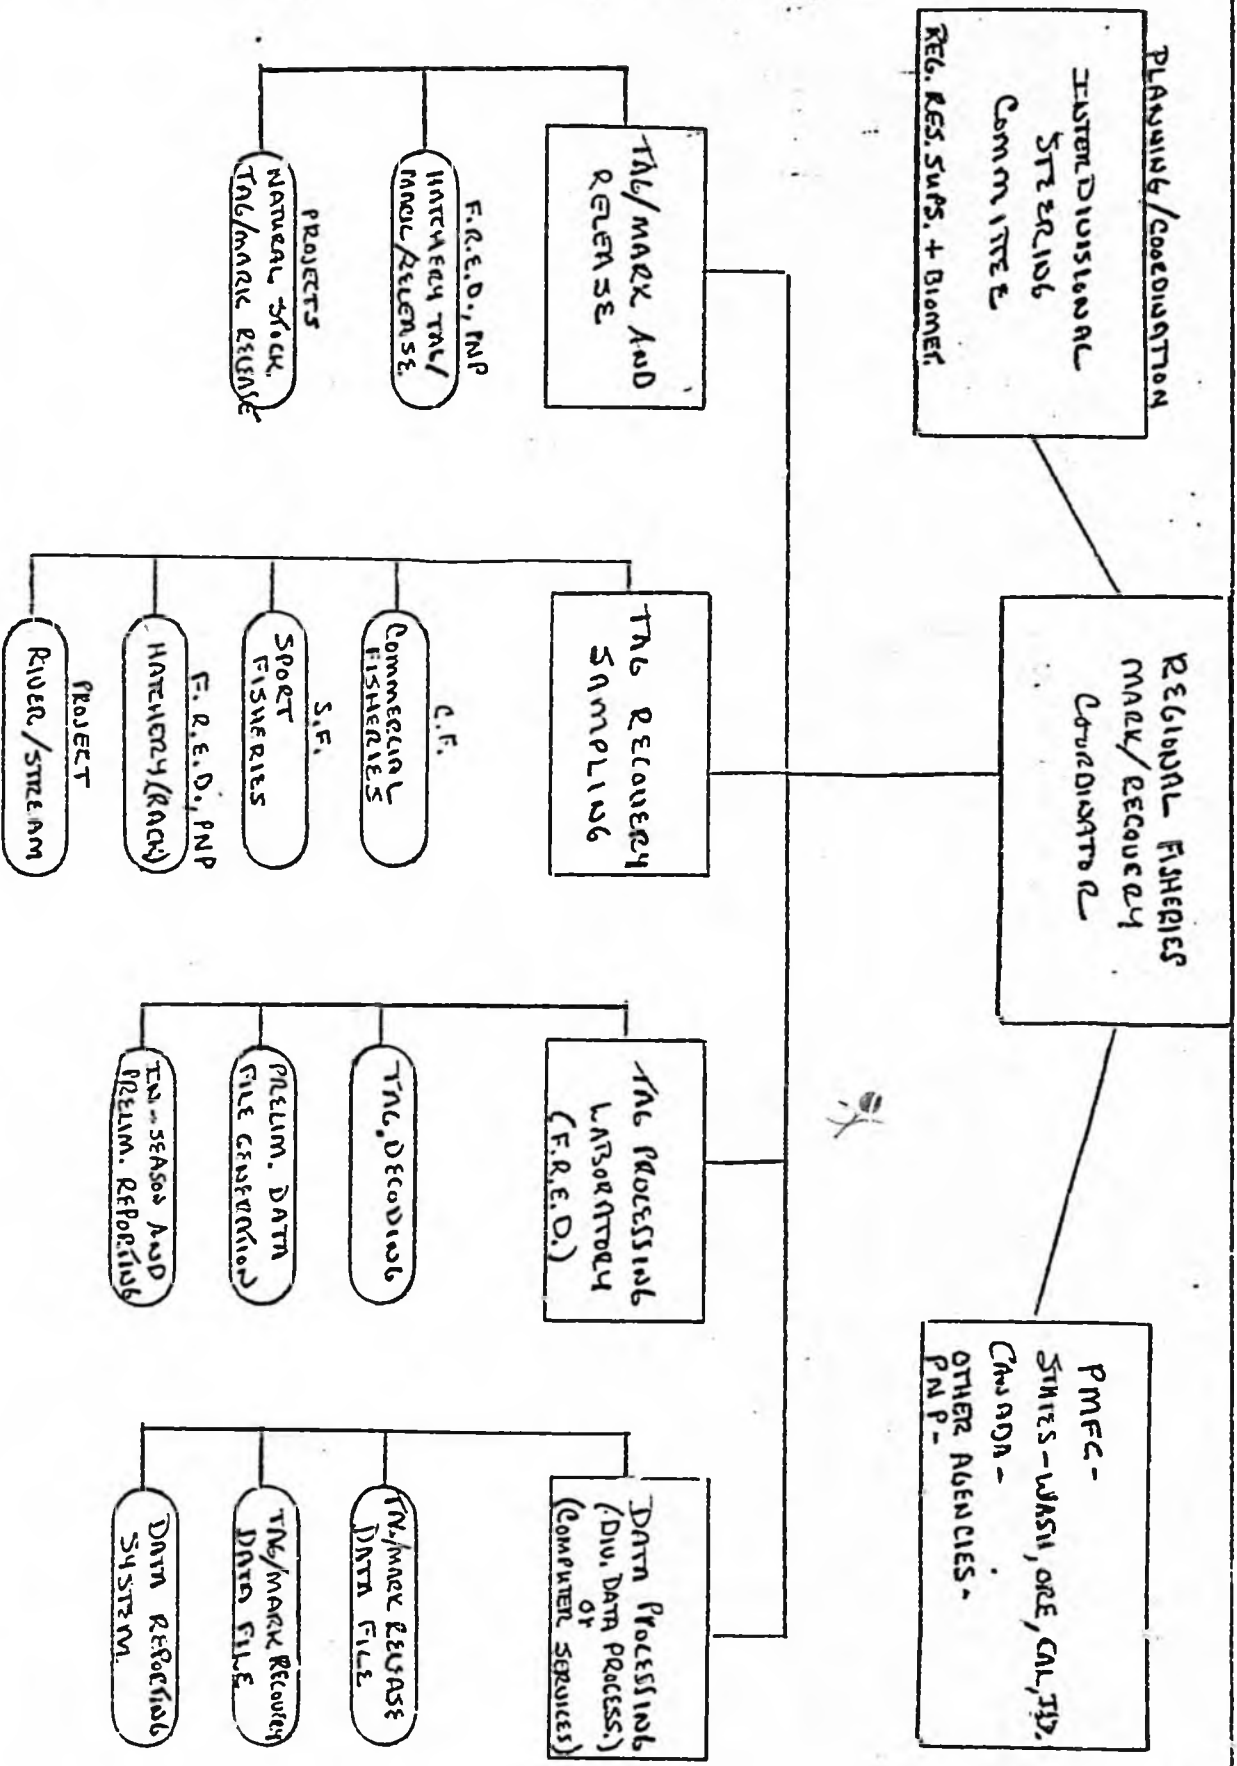 PLANNING/COORDINATION
INTERDIVISIONAL
STEERING
COMMITTEE
REG. RES. SUPS. + BIOMET.
REGIONAL FISHERIES
MARK/RECOVERY
COORDINATOR
PMFC-
STATES-WASH, ORE, CAL, ID.
CANADA-
OTHER AGENCIES-
PNP-
TAG/MARK AND
RELEASE
F.R.E.D., PNP
HATCHERY TAG/
MARK/RELEASE
PROJECTS
NATURAL STOCK
TAG/MARK RELEASE
TAG RECOVERY
SAMPLING
C.F.
COMMERCIAL
FISHERIES
S.F.
SPORT
FISHERIES
F.R.E.D., PNP
HATCHERY(RACK)
PROJECT
RIVER/STREAM
TAG PROCESSING
LABORATORY
(F.R.E.D.)
TAG DECODING
PRELIM. DATA
FILE GENERATION
IN-SEASON AND
PRELIM. REPORTING
DATA PROCESSING
(DIV. DATA PROCESS.)
or
(COMPUTER SERVICES)
TAG/MARK RELEASE
DATA FILE
TAG/MARK RECOVERY
DATA FILE
DATA REPORTING
SYSTEM